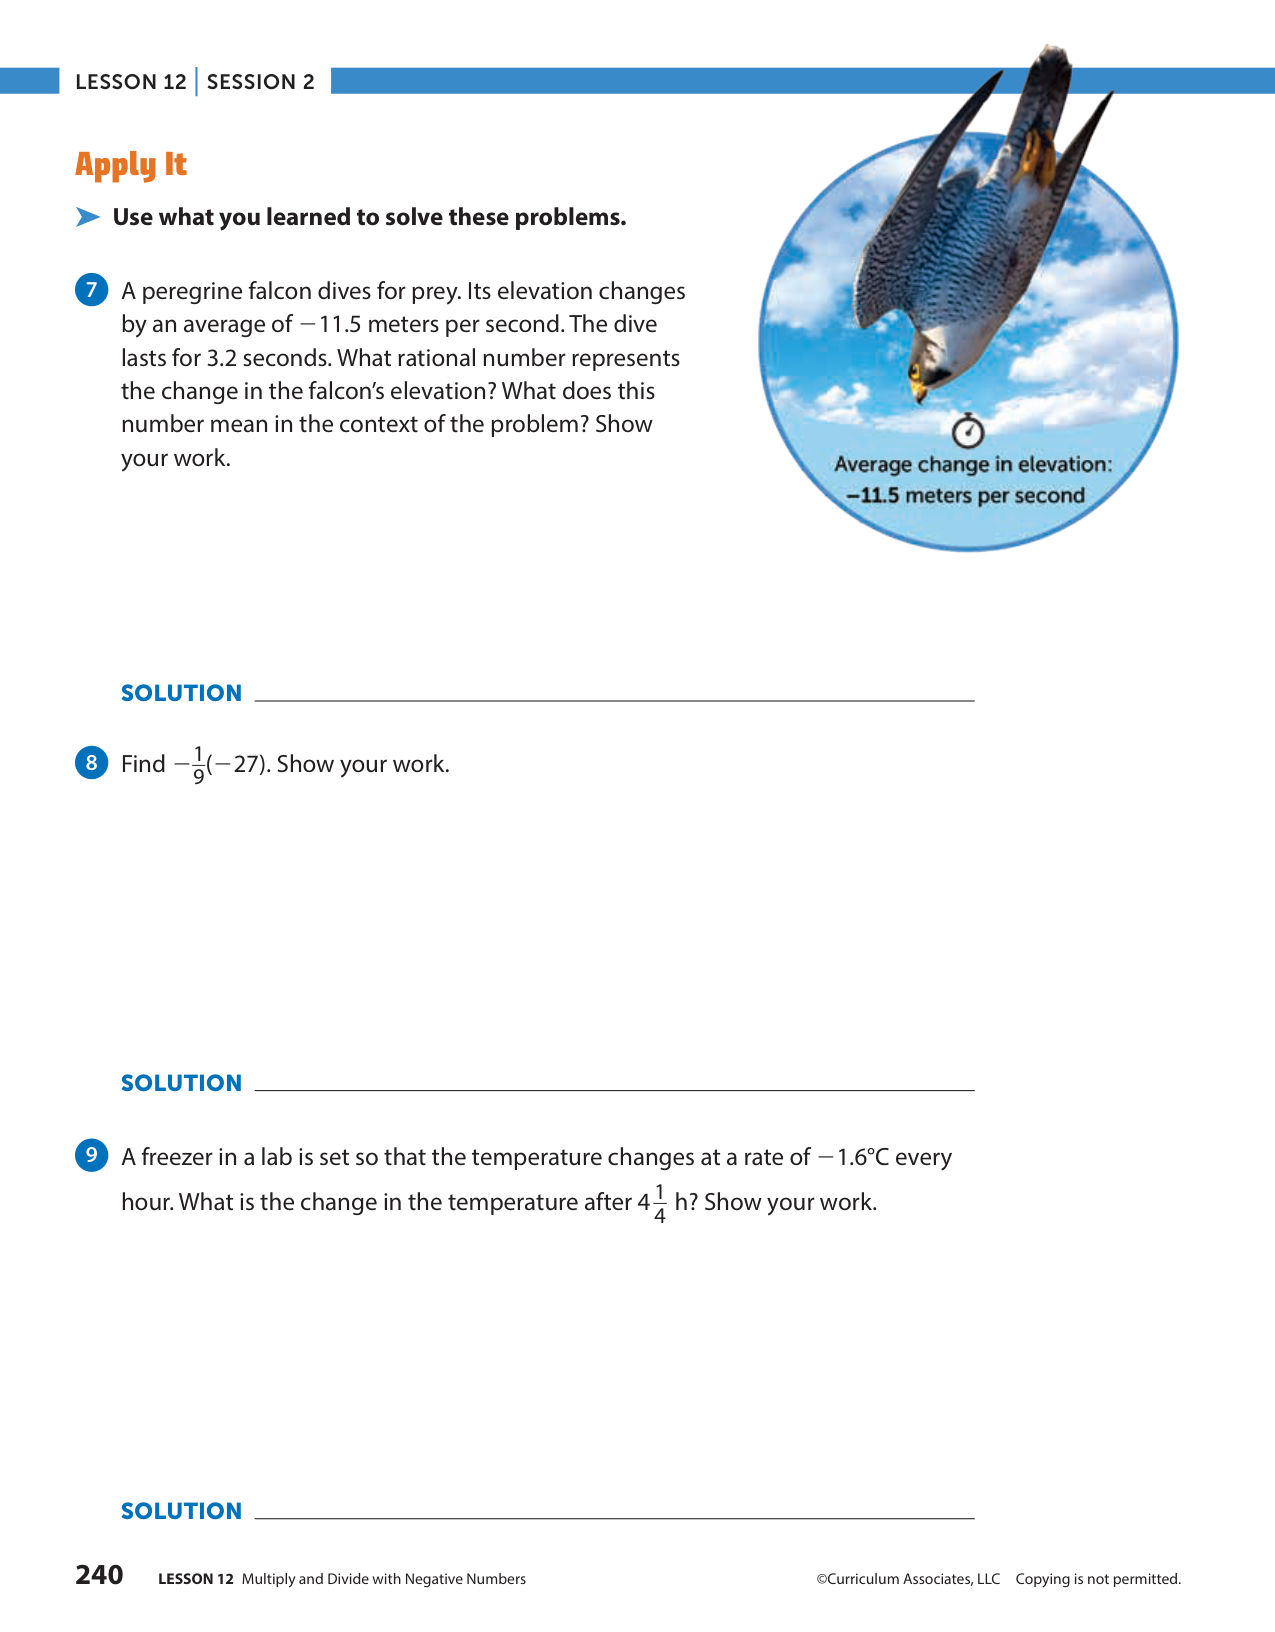 LESSON 12 | SESSION 2
Apply It
➤ Use what you learned to solve these problems.
7 A peregrine falcon dives for prey. Its elevation changes
by an average of −11.5 meters per second. The dive
lasts for 3.2 seconds. What rational number represents
the change in the falcon’s elevation? What does this
number mean in the context of the problem? Show
your work.
Average change in elevation:
−11.5 meters per second
SOLUTION
8 Find −1/9(−27). Show your work.
SOLUTION
9 A freezer in a lab is set so that the temperature changes at a rate of −1.6°C every
hour. What is the change in the temperature after 4 1/4 h? Show your work.
SOLUTION
240 LESSON 12 Multiply and Divide with Negative Numbers ©Curriculum Associates, LLC Copying is not permitted.